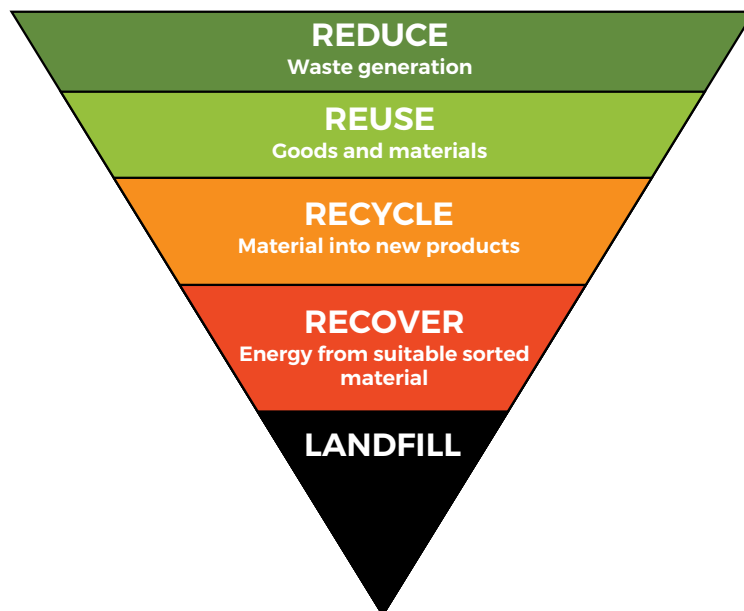 REDUCE
Waste generation
REUSE
Goods and materials
RECYCLE
Material into new products
RECOVER
Energy from suitable sorted
material
LANDFILL